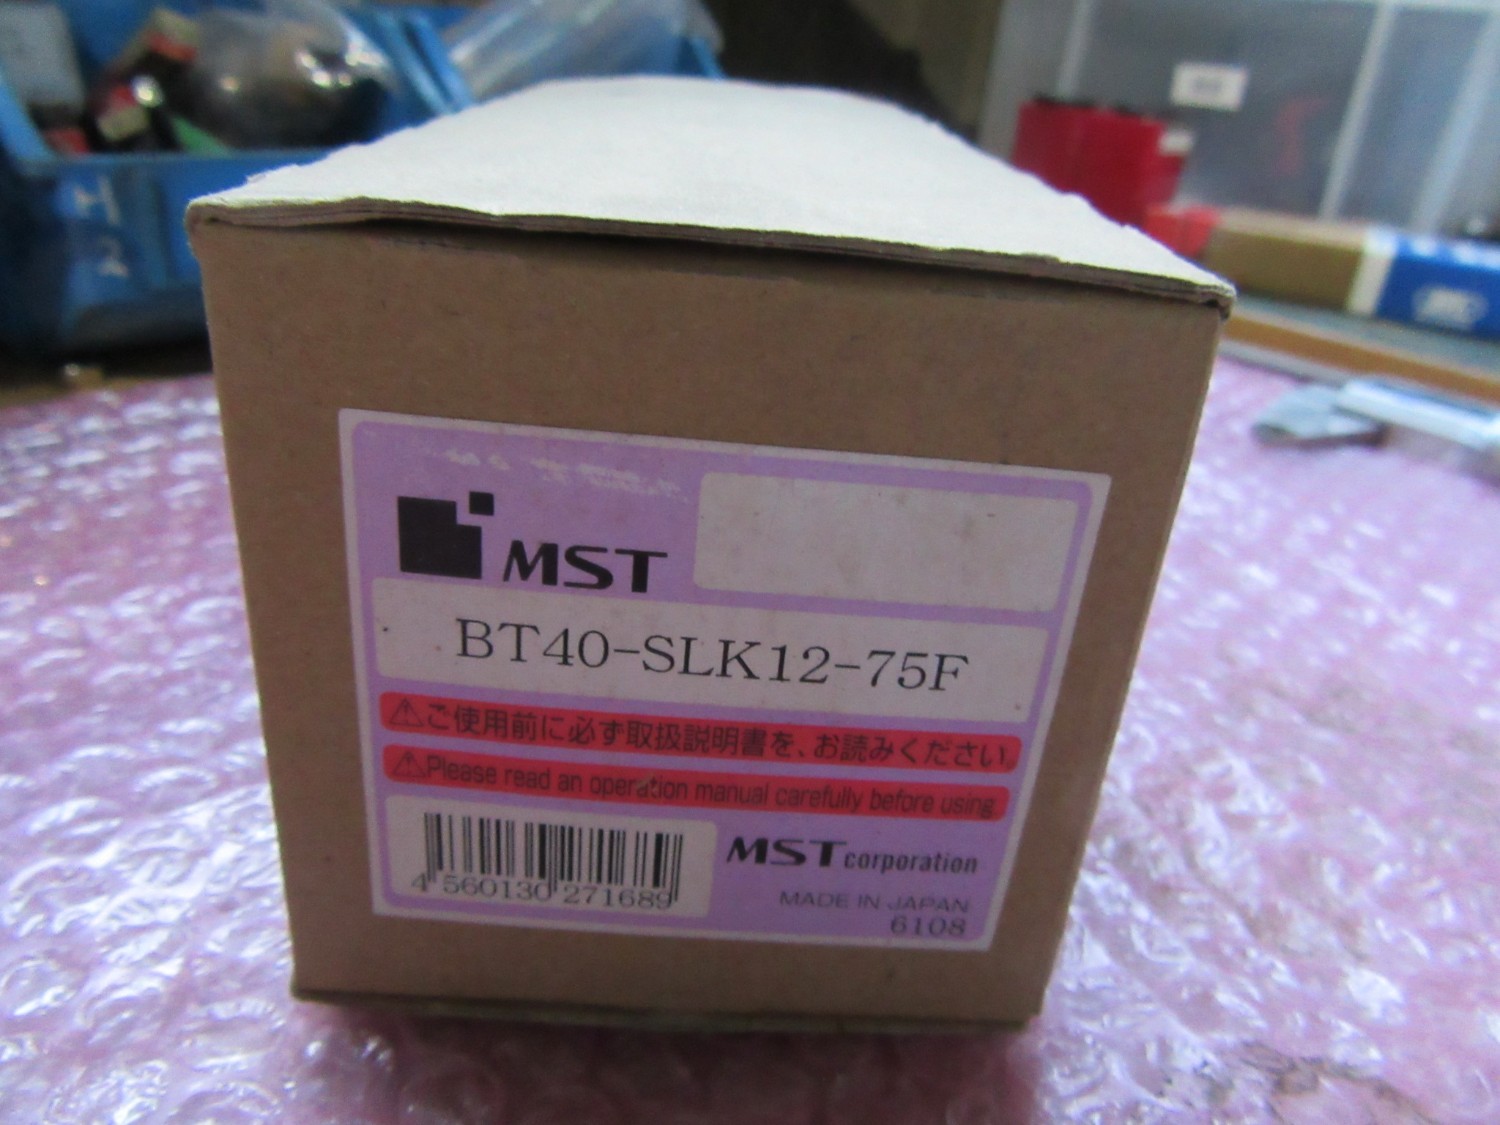 MST
BT40-SLK12-75F
⚠ご使用前に必ず取扱説明書を、お読みください。
⚠Please read an operation manual carefully before using.
4 560130 271689
MST corporation
MADE IN JAPAN
6108